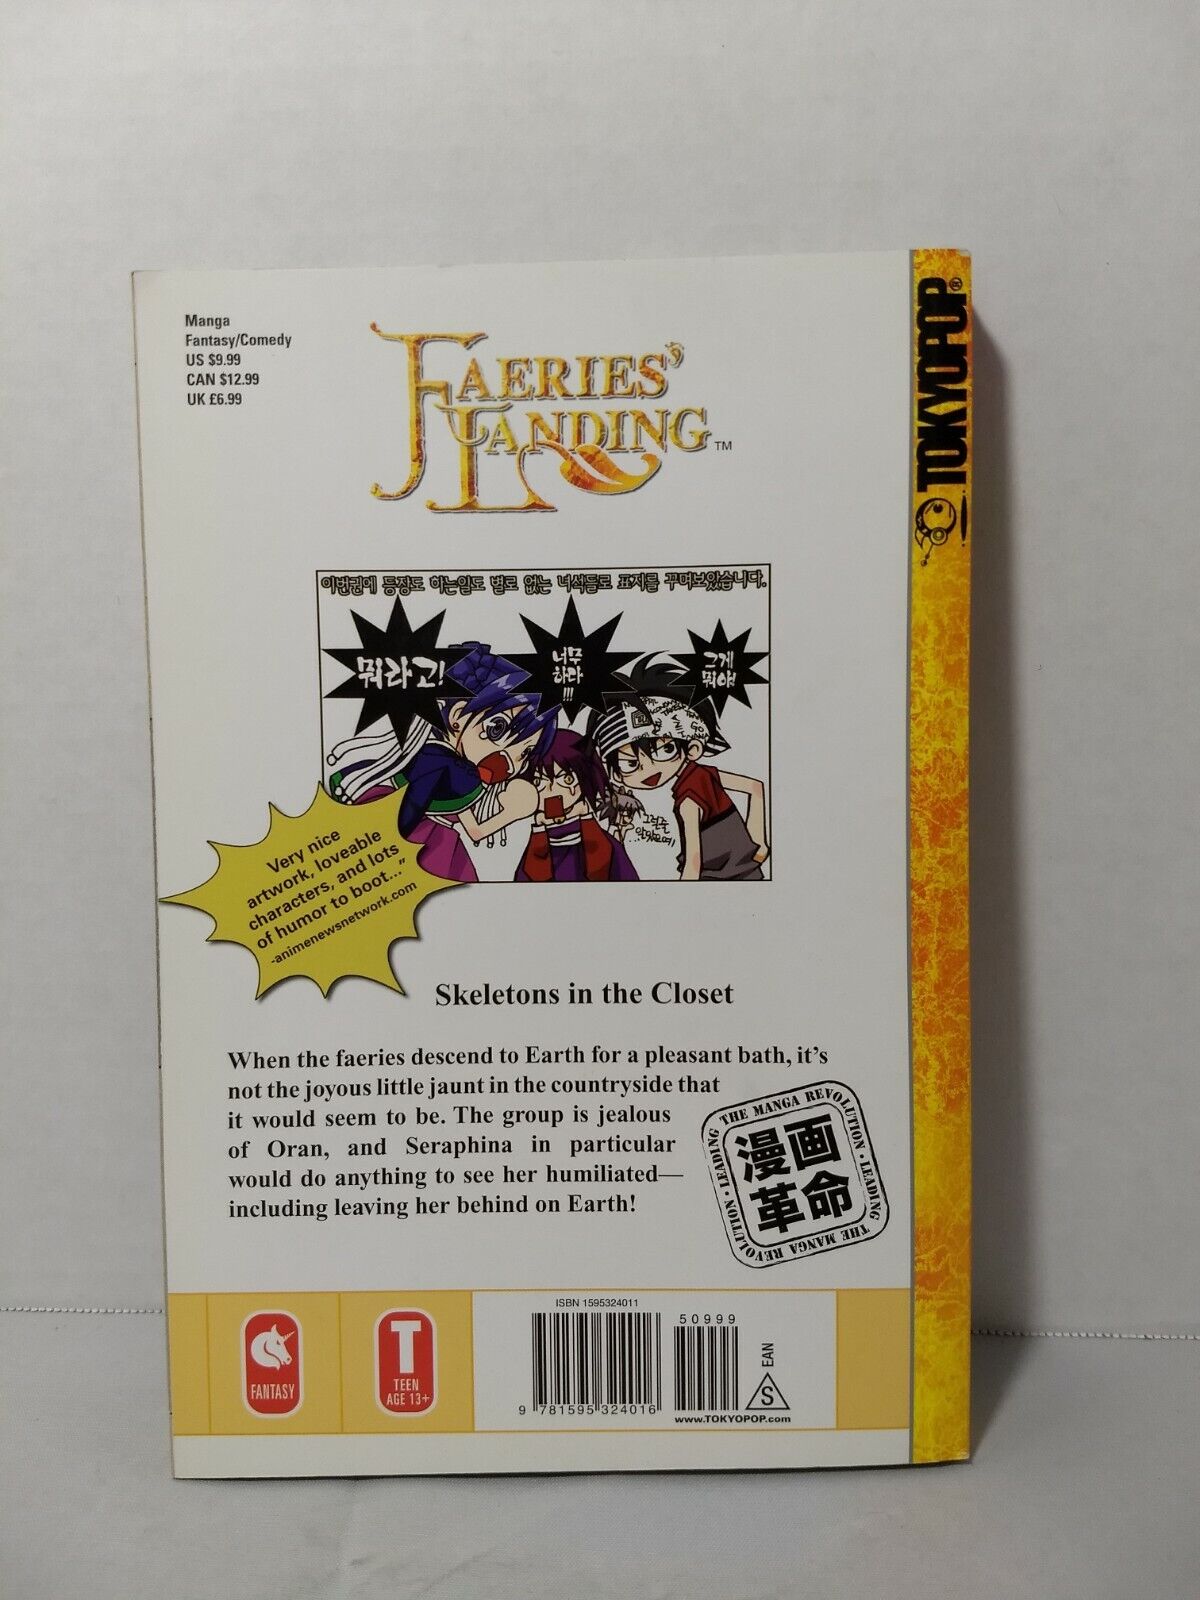 Manga
Fantasy/Comedy
US $9.99
CAN $12.99
UK £6.99
FAERIES'
LANDING™
TOKYOPOP®
이번권에 등장도 하는일도 별로 없는 녀석들로 표지를 꾸며보았습니다.
뭐라고!
너무
하라
!!!
그게
뭐야!
Very nice
artwork, loveable
characters, and lots
of humor to boot..."
-animenewsnetwork.com
Skeletons in the Closet
When the faeries descend to Earth for a pleasant bath, it's
not the joyous little jaunt in the countryside that
it would seem to be. The group is jealous
of Oran, and Seraphina in particular
would do anything to see her humiliated—
including leaving her behind on Earth!
LEADING THE MANGA REVOLUTION · LEADING THE MANGA REVOLUTION ·
漫画
革命
FANTASY
T
TEEN
AGE 13+
ISBN 1595324011
50999
9 781595 324016
EAN
S
www.TOKYOPOP.com